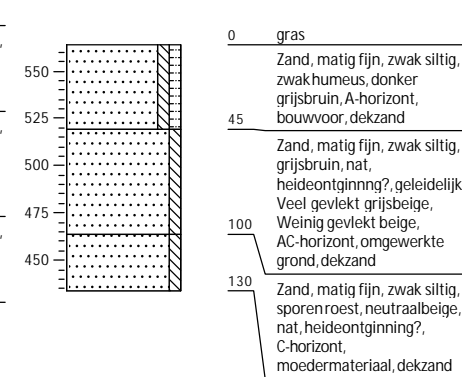 0 gras
Zand, matig fijn, zwak siltig,
zwak humeus, donker
grijsbruin, A-horizont,
45 bouwvoor, dekzand
Zand, matig fijn, zwak siltig,
grijsbruin, nat,
heideontginnng?, geleidelijk
Veel gevlekt grijsbeige,
100 Weinig gevlekt beige,
AC-horizont, omgewerkte
grond, dekzand
130 Zand, matig fijn, zwak siltig,
sporen roest, neutraalbeige,
nat, heideontginning?,
C-horizont,
moedermateriaal, dekzand
550
525
500
475
450